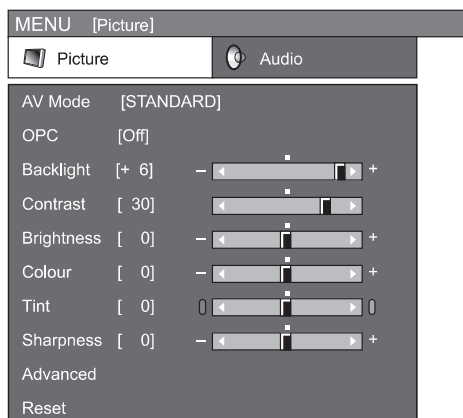 MENU [Picture]
Picture Audio
AV Mode [STANDARD]
OPC [Off]
Backlight [+ 6] – +
Contrast [ 30]
Brightness [ 0] – +
Colour [ 0] – +
Tint [ 0]
Sharpness [ 0] – +
Advanced
Reset